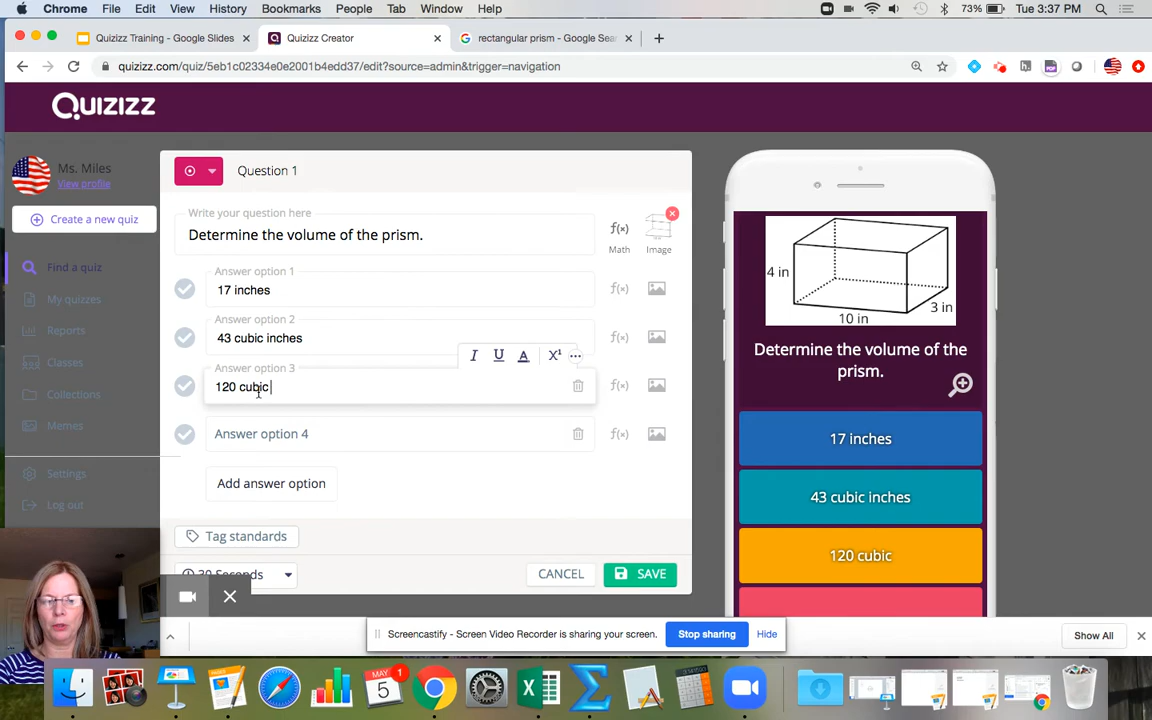 Chrome File Edit View History Bookmarks People Tab Window Help
73% Tue 3:37 PM
Quizizz Training - Google Slides
Quizizz Creator
rectangular prism - Google Sear
quizizz.com/quiz/5eb1c02334e0e2001b4edd37/edit?source=admin&trigger=navigation
QUIZIZZ
Ms. Miles
View profile
Create a new quiz
Find a quiz
My quizzes
Reports
Classes
Collections
Memes
Settings
Log out
Question 1
Write your question here
Determine the volume of the prism.
f(x)
Math
Image
Answer option 1
17 inches
f(x)
Answer option 2
43 cubic inches
f(x)
I U A X¹ ...
Answer option 3
120 cubic
f(x)
Answer option 4
f(x)
Add answer option
Tag standards
30 Seconds
CANCEL
SAVE
4 in
3 in
10 in
Determine the volume of the
prism.
17 inches
43 cubic inches
120 cubic
Screencastify - Screen Video Recorder is sharing your screen.
Stop sharing
Hide
Show All
MAY
5
1